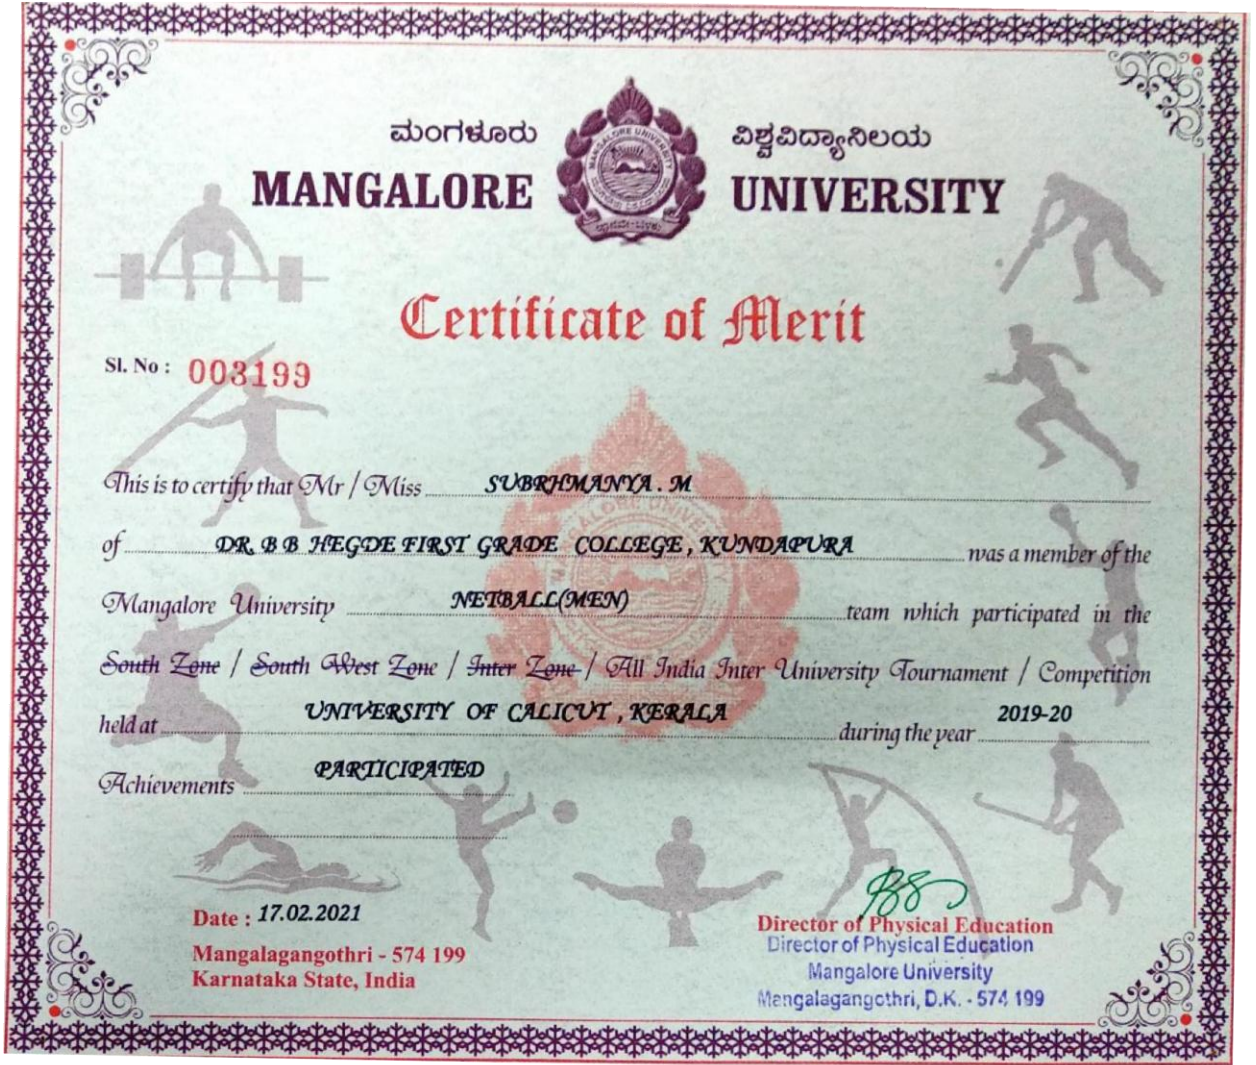 ಮಂಗಳೂರು ವಿಶ್ವವಿದ್ಯಾನಿಲಯ
MANGALORE UNIVERSITY
MANGALORE UNIVERSITY
Certificate of Merit
Sl. No : 003199
This is to certify that Mr / Miss SUBRHMANYA . M
of DR. B B HEGDE FIRST GRADE COLLEGE , KUNDAPURA was a member of the
Mangalore University NETBALL(MEN) team which participated in the
South Zone / South West Zone / Inter Zone / All India Inter University Tournament / Competition
held at UNIVERSITY OF CALICUT , KERALA during the year 2019-20
Achievements PARTICIPATED
Date : 17.02.2021
Mangalagangothri - 574 199
Karnataka State, India
Director of Physical Education
Director of Physical Education
Mangalore University
Mangalagangothri, D.K. - 574 199